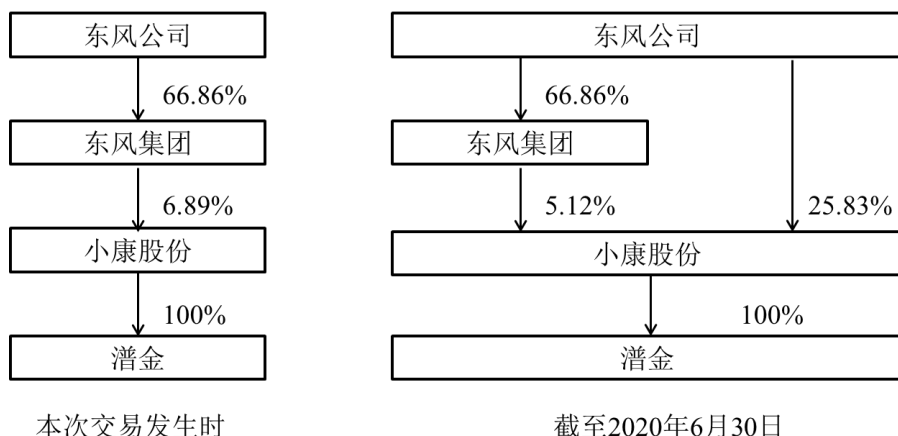 东风公司
66.86%
东风集团
6.89%
小康股份
100%
潽金
本次交易发生时
东风公司
66.86%
东风集团
5.12%
25.83%
小康股份
100%
潽金
截至2020年6月30日